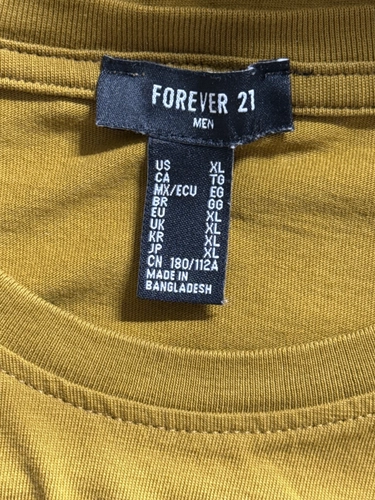 FOREVER 21
MEN
US XL
CA TG
MX/ECU EG
BR GG
EU XL
UK XL
KR XL
JP XL
CN 180/112A
MADE IN
BANGLADESH